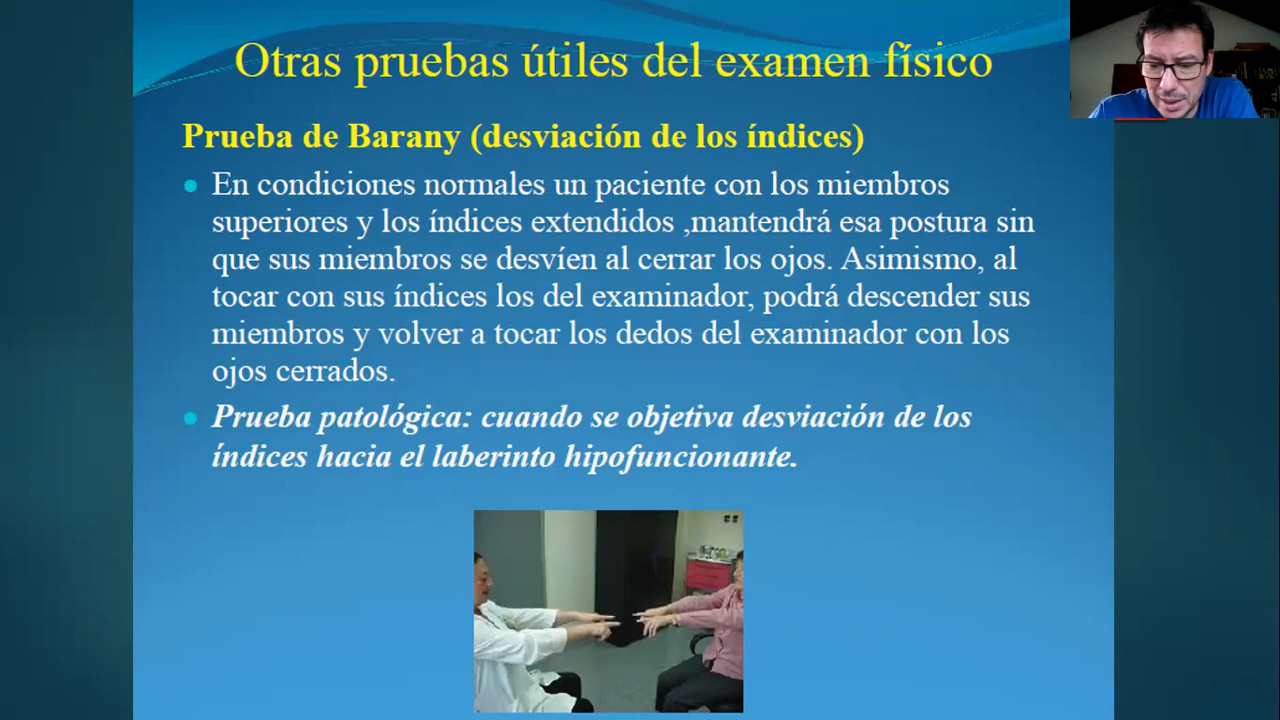 Otras pruebas útiles del examen físico
Prueba de Barany (desviación de los índices)
En condiciones normales un paciente con los miembros
superiores y los índices extendidos ,mantendrá esa postura sin
que sus miembros se desvíen al cerrar los ojos. Asimismo, al
tocar con sus índices los del examinador, podrá descender sus
miembros y volver a tocar los dedos del examinador con los
ojos cerrados.
Prueba patológica: cuando se objetiva desviación de los
índices hacia el laberinto hipofuncionante.